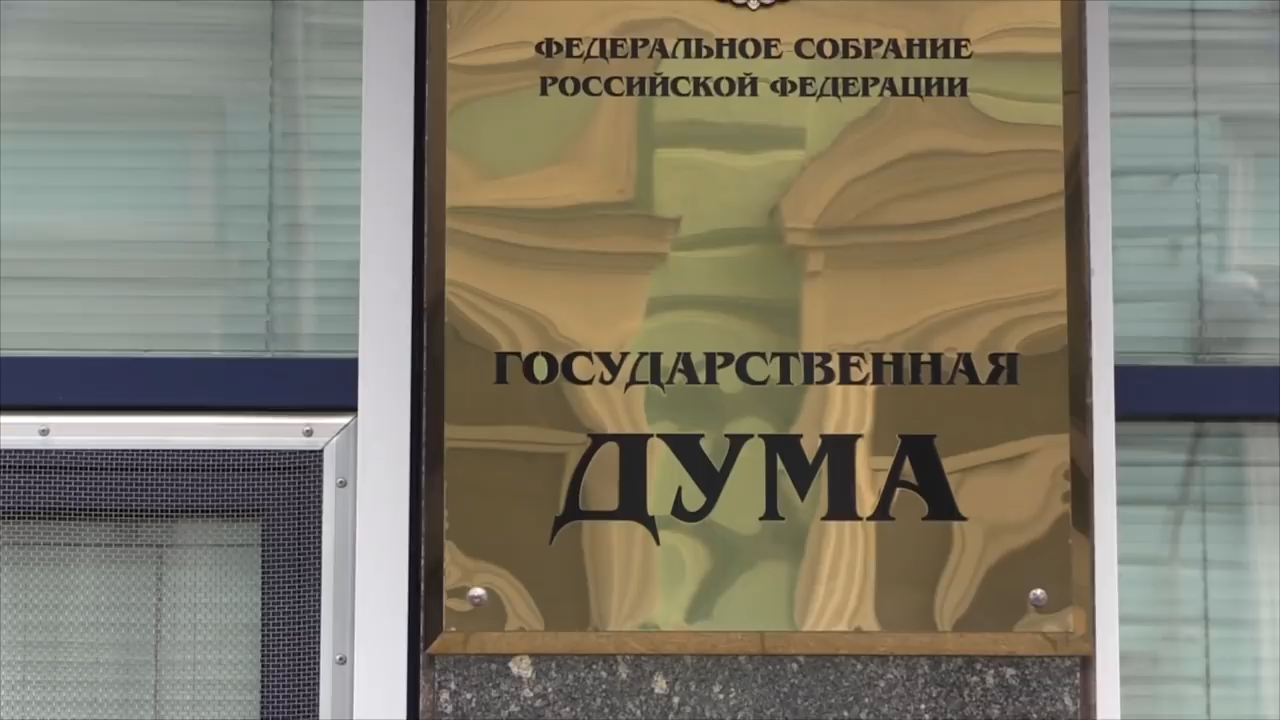 ФЕДЕРАЛЬНОЕ СОБРАНИЕ
РОССИЙСКОЙ ФЕДЕРАЦИИ
ГОСУДАРСТВЕННАЯ
ДУМА